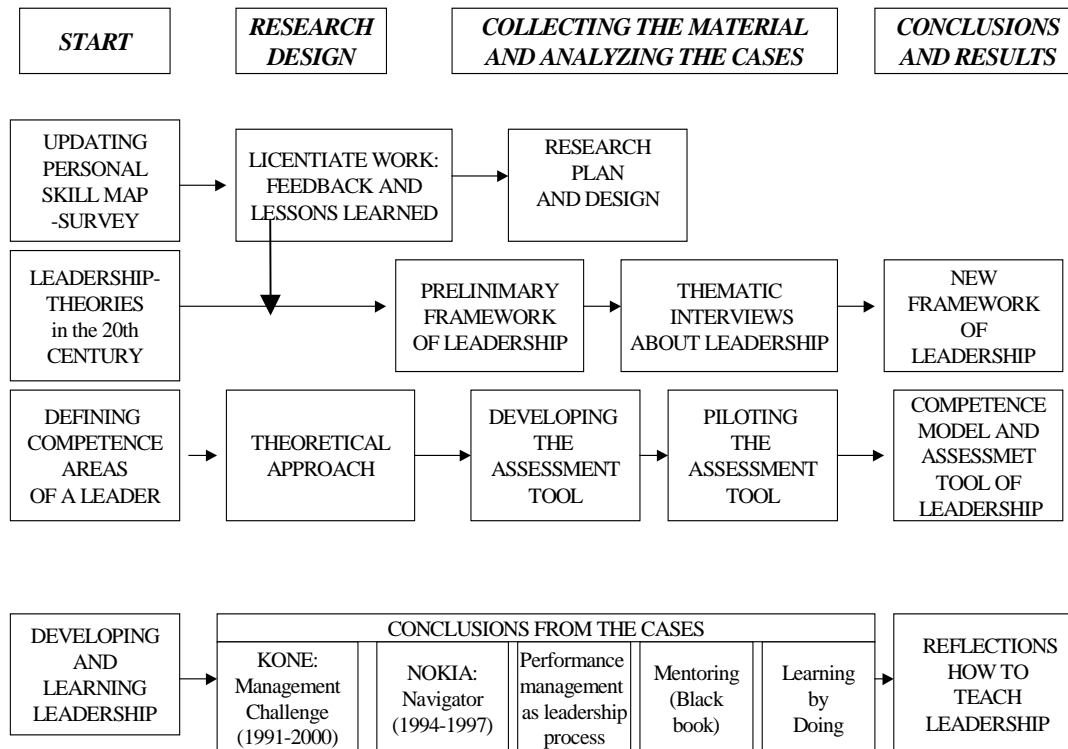 START
RESEARCH
DESIGN
COLLECTING THE MATERIAL
AND ANALYZING THE CASES
CONCLUSIONS
AND RESULTS
UPDATING
PERSONAL
SKILL MAP
-SURVEY
LICENTIATE WORK:
FEEDBACK AND
LESSONS LEARNED
RESEARCH
PLAN
AND DESIGN
LEADERSHIP-
THEORIES
in the 20th
CENTURY
PRELINIMARY
FRAMEWORK
OF LEADERSHIP
THEMATIC
INTERVIEWS
ABOUT LEADERSHIP
NEW
FRAMEWORK
OF
LEADERSHIP
DEFINING
COMPETENCE
AREAS
OF A LEADER
THEORETICAL
APPROACH
DEVELOPING
THE
ASSESSMENT
TOOL
PILOTING
THE
ASSESSMENT
TOOL
COMPETENCE
MODEL AND
ASSESSMET
TOOL OF
LEADERSHIP
DEVELOPING
AND
LEARNING
LEADERSHIP
CONCLUSIONS FROM THE CASES
KONE:
Management
Challenge
(1991-2000)
NOKIA:
Navigator
(1994-1997)
Performance
management
as leadership
process
Mentoring
(Black
book)
Learning
by
Doing
REFLECTIONS
HOW TO
TEACH
LEADERSHIP